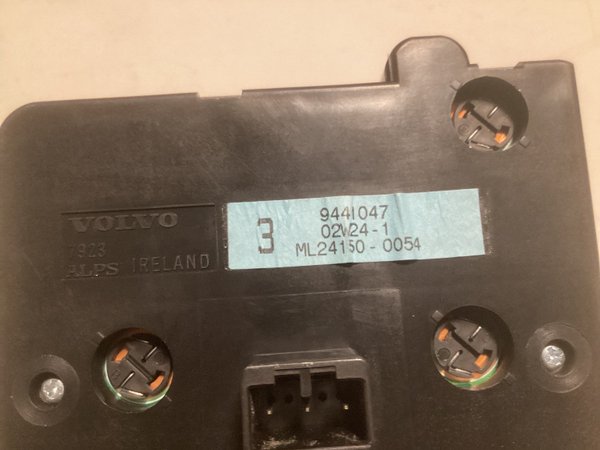 VOLVO
7923
ALPS IRELAND
3
9441047
02W24-1
ML24150-0054